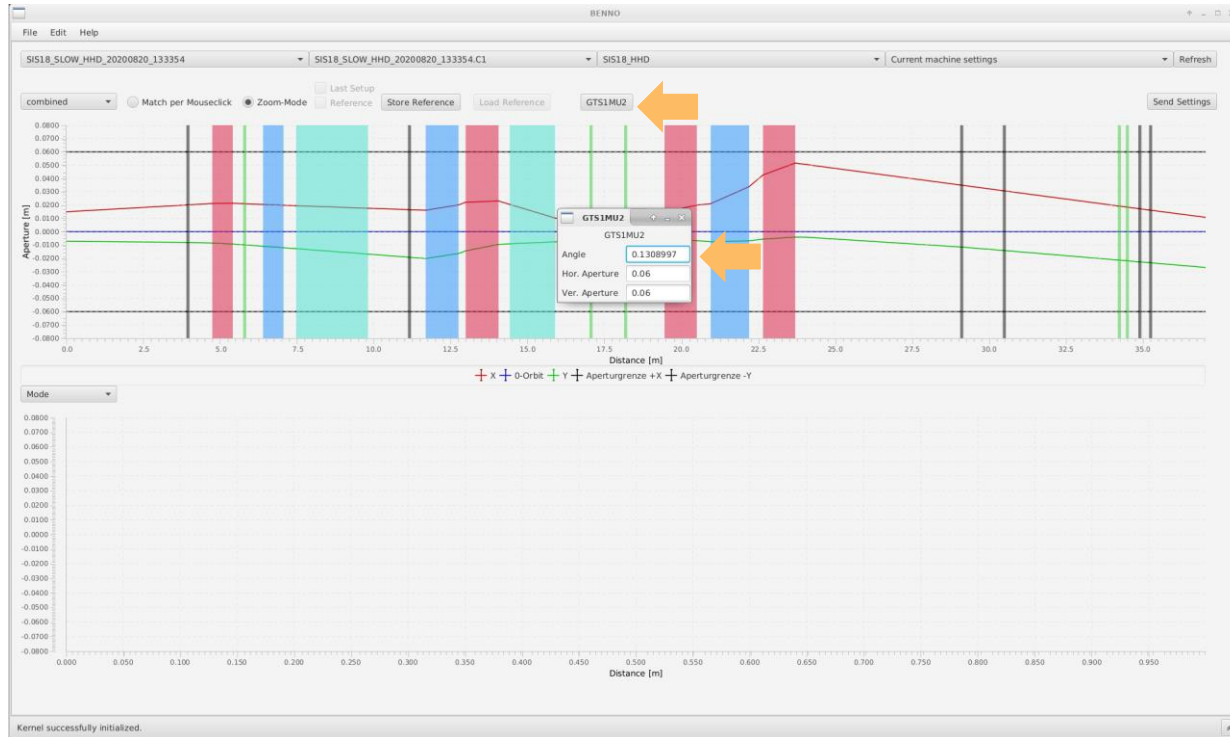 BENNO
File Edit Help
SIS18_SLOW_HHD_20200820_133354 SIS18_SLOW_HHD_20200820_133354.C1 SIS18_HHD Current machine settings Refresh
Last Setup
combined Match per Mouseclick Zoom-Mode Reference Store Reference Load Reference GTS1MU2 Send Settings
0.0800
0.0700
0.0600
0.0500
0.0400
0.0300
0.0200
0.0100
0.0000
-0.0100
-0.0200
-0.0300
-0.0400
-0.0500
-0.0600
-0.0700
-0.0800
Aperture [m]
GTS1MU2
GTS1MU2
Angle 0.1308997
Hor. Aperture 0.06
Ver. Aperture 0.06
0.0 2.5 5.0 7.5 10.0 12.5 15.0 17.5 20.0 22.5 25.0 27.5 30.0 32.5 35.0
Distance [m]
X 0-Orbit Y Aperturgrenze +X Aperturgrenze -Y
Mode
0.0800
0.0700
0.0600
0.0500
0.0400
0.0300
0.0200
0.0100
0.0000
-0.0100
-0.0200
-0.0300
-0.0400
-0.0500
-0.0600
-0.0700
-0.0800
0.000 0.050 0.100 0.150 0.200 0.250 0.300 0.350 0.400 0.450 0.500 0.550 0.600 0.650 0.700 0.750 0.800 0.850 0.900 0.950
Distance [m]
Kernel successfully initialized.